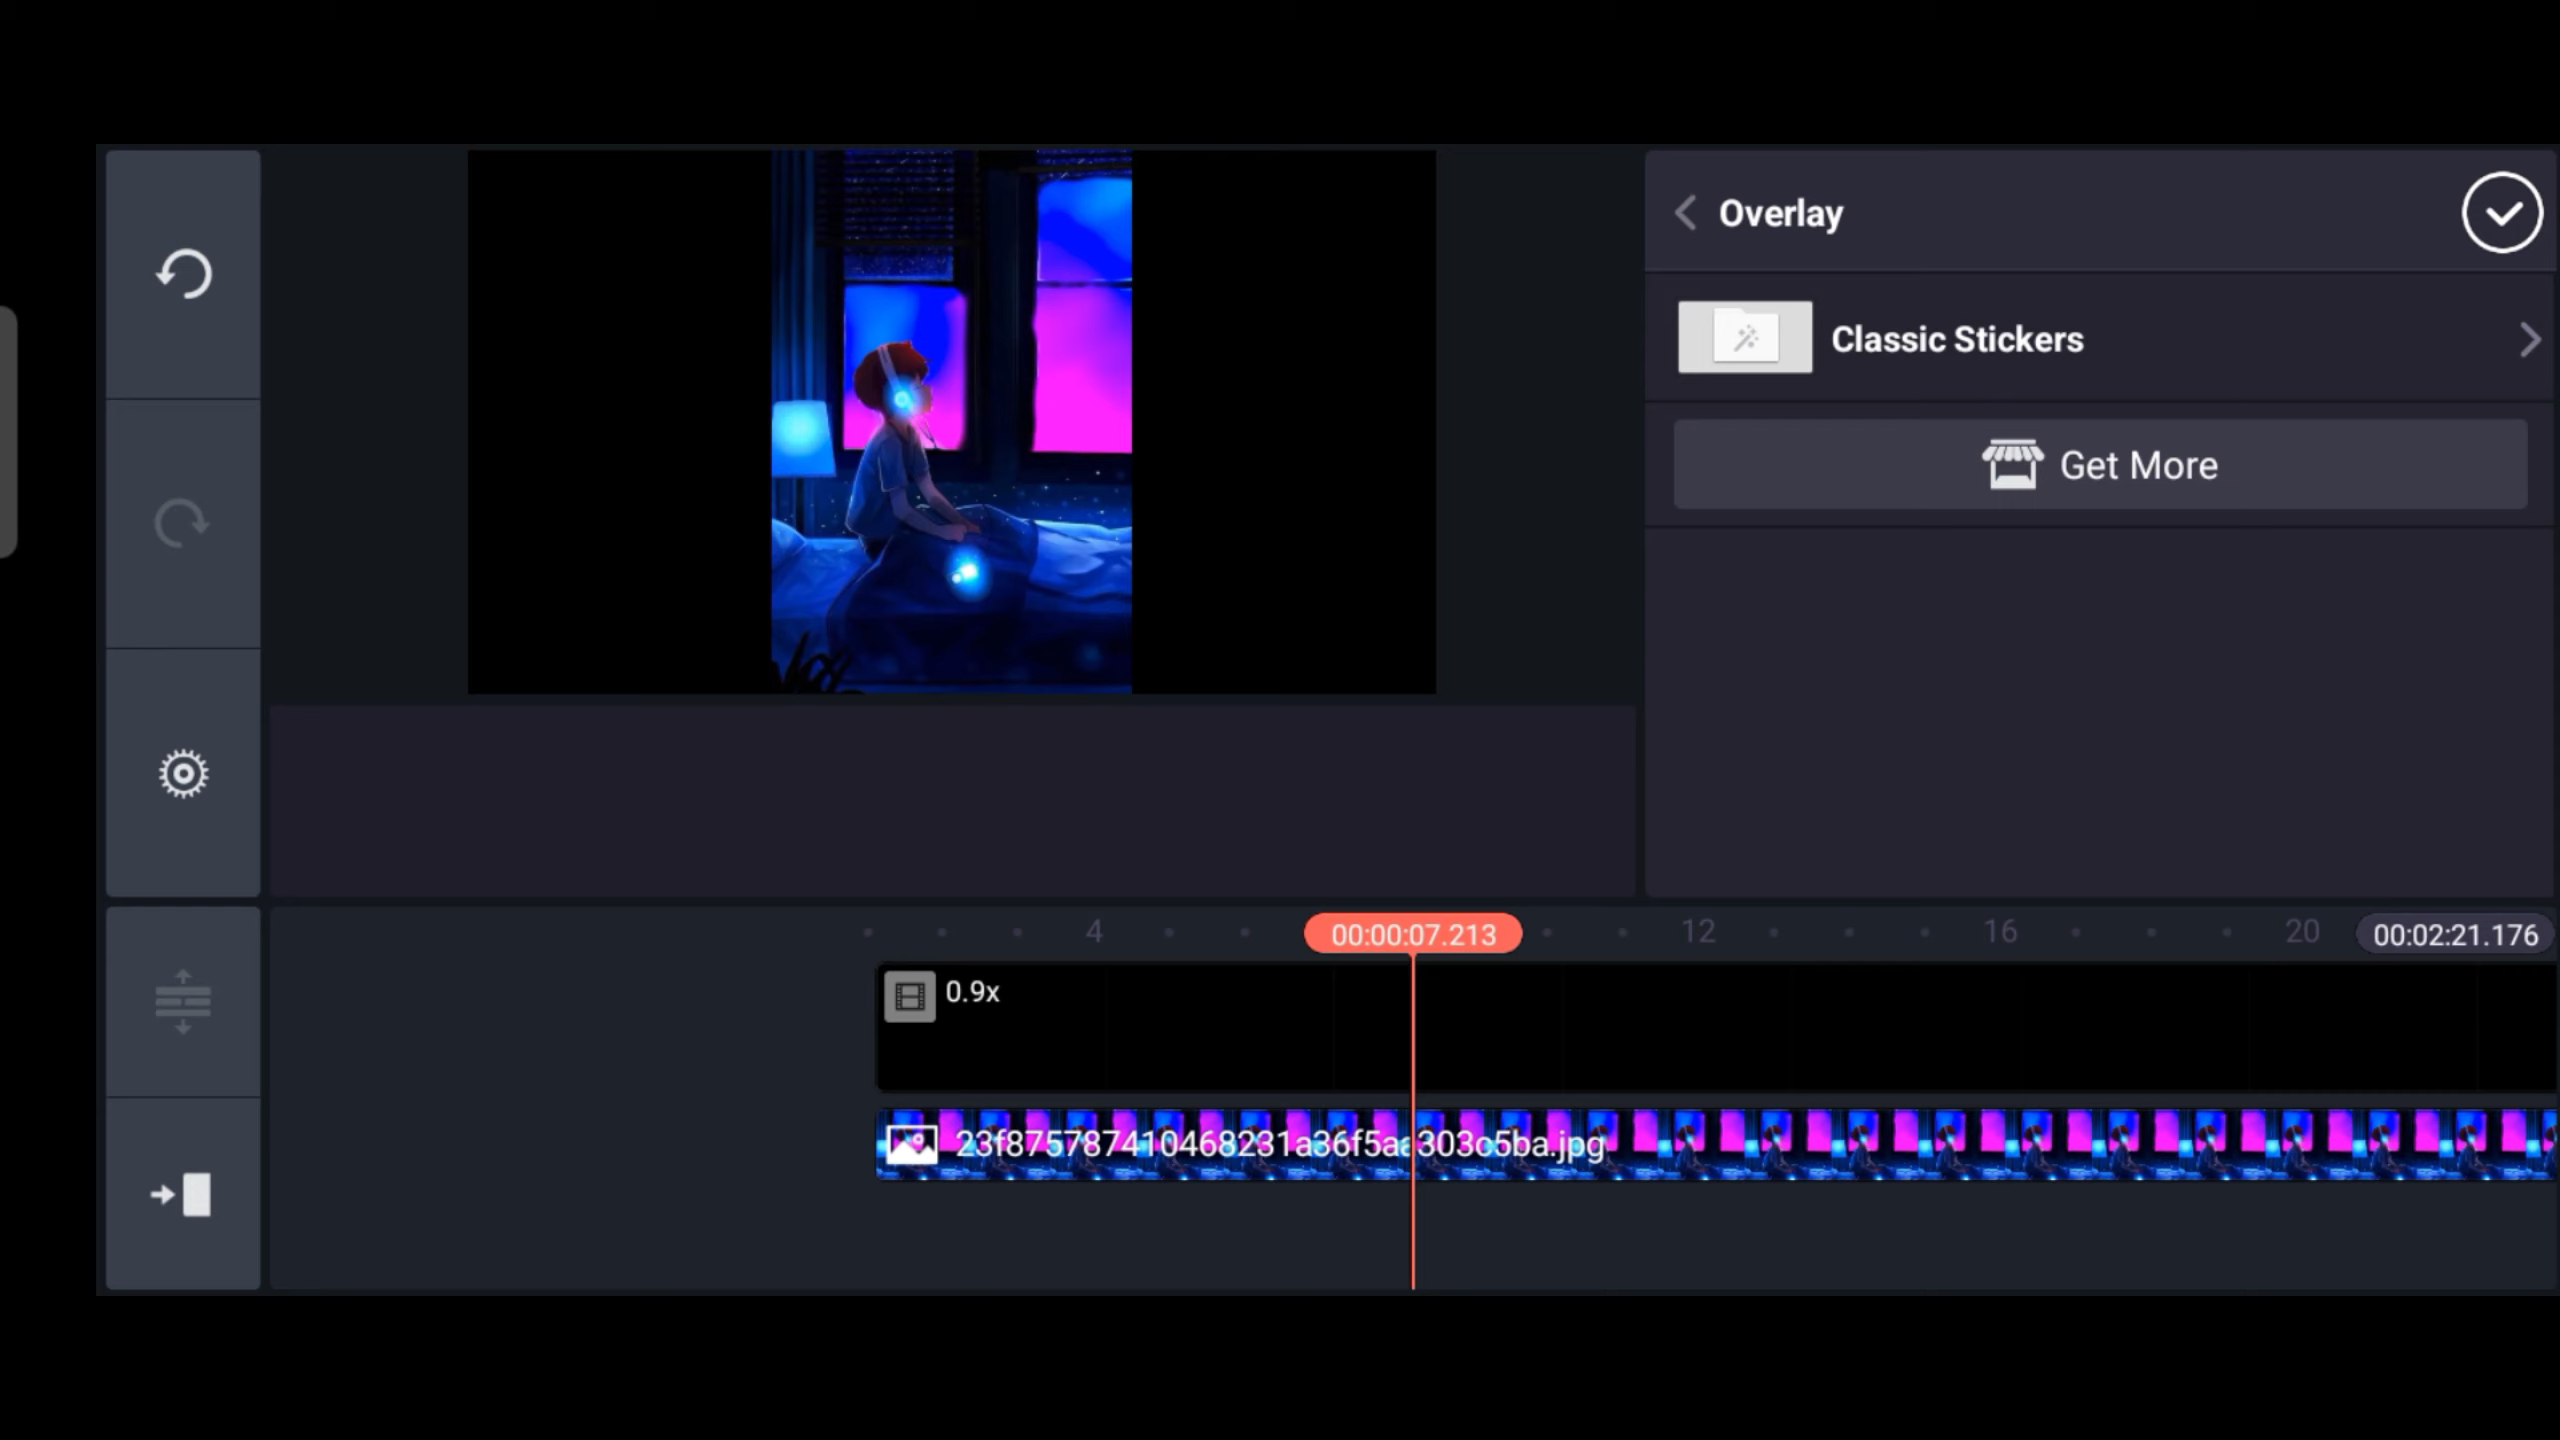 Overlay
Classic Stickers
Get More
4
00:00:07.213
12
16
20
00:02:21.176
0.9x
23f875787410468231a36f5aa303c5ba.jpg